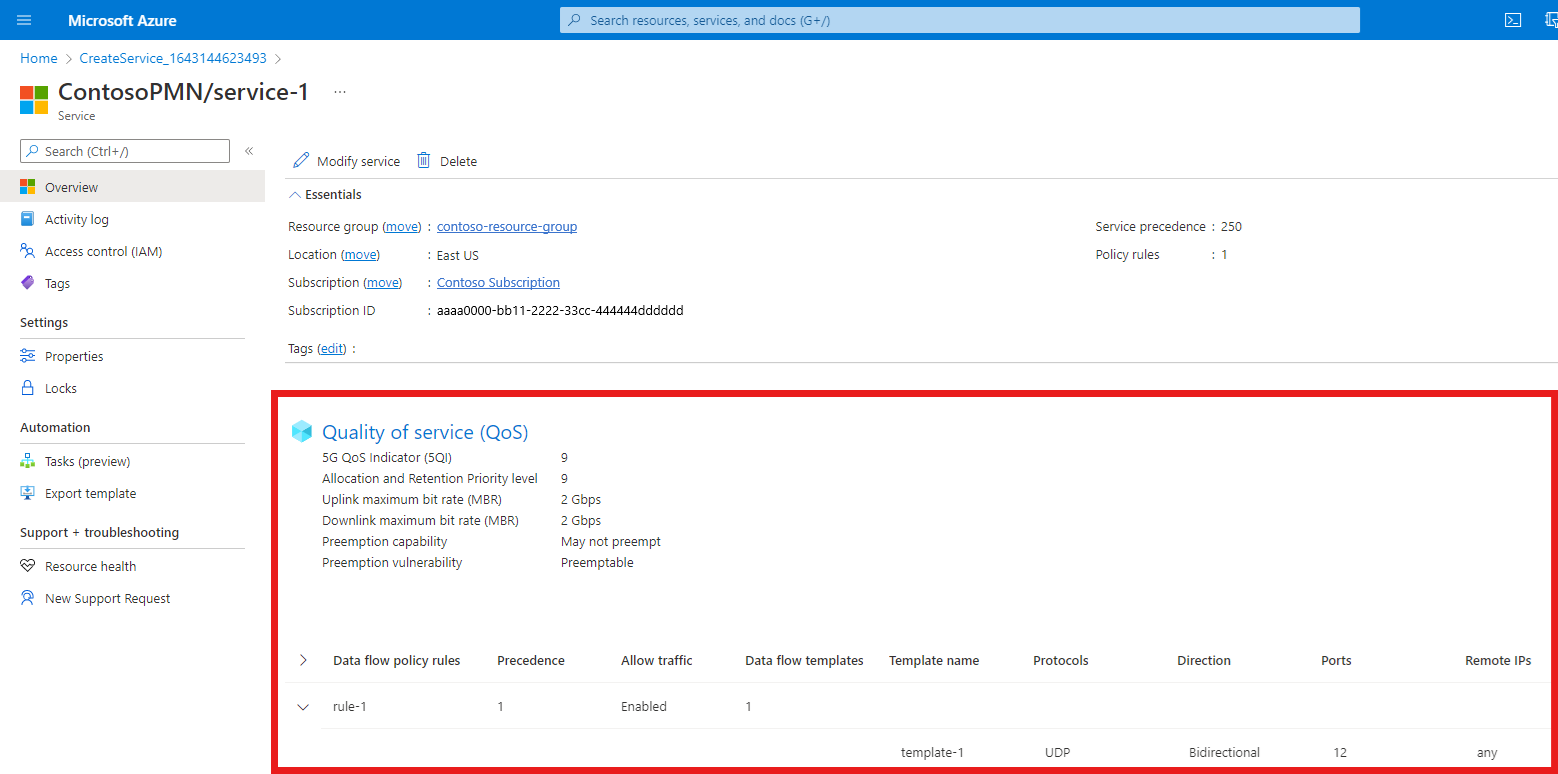 Microsoft Azure
Search resources, services, and docs (G+/)
Home > CreateService_1643144623493 >
ContosoPMN/service-1 ...
Service
Search (Ctrl+/) «
Overview
Activity log
Access control (IAM)
Tags
Settings
Properties
Locks
Automation
Tasks (preview)
Export template
Support + troubleshooting
Resource health
New Support Request
Modify service Delete
Essentials
Resource group (move) : contoso-resource-group
Location (move) : East US
Subscription (move) : Contoso Subscription
Subscription ID : aaaa0000-bb11-2222-33cc-444444dddddd
Tags (edit) :
Service precedence : 250
Policy rules : 1
Quality of service (QoS)
5G QoS Indicator (5QI) 9
Allocation and Retention Priority level 9
Uplink maximum bit rate (MBR) 2 Gbps
Downlink maximum bit rate (MBR) 2 Gbps
Preemption capability May not preempt
Preemption vulnerability Preemptable
Data flow policy rules Precedence Allow traffic Data flow templates Template name Protocols Direction Ports Remote IPs
rule-1 1 Enabled 1
template-1 UDP Bidirectional 12 any